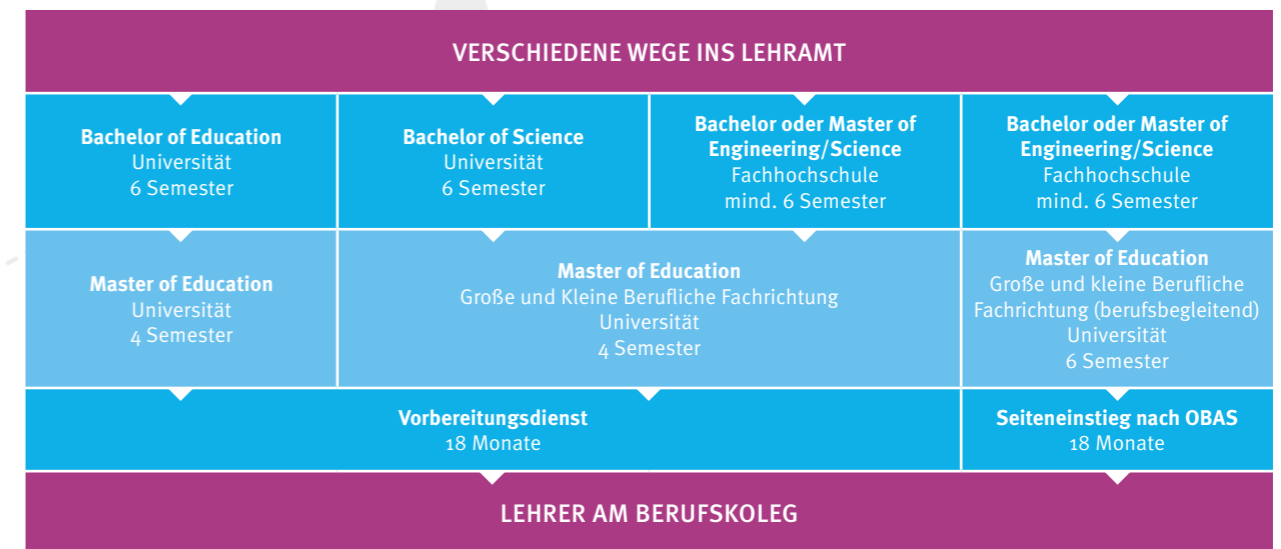 VERSCHIEDENE WEGE INS LEHRAMT
Bachelor of Education
Universität
6 Semester
Bachelor of Science
Universität
6 Semester
Bachelor oder Master of
Engineering/Science
Fachhochschule
mind. 6 Semester
Bachelor oder Master of
Engineering/Science
Fachhochschule
mind. 6 Semester
Master of Education
Universität
4 Semester
Master of Education
Große und Kleine Berufliche Fachrichtung
Universität
4 Semester
Master of Education
Große und kleine Berufliche
Fachrichtung (berufsbegleitend)
Universität
6 Semester
Vorbereitungsdienst
18 Monate
Seiteneinstieg nach OBAS
18 Monate
LEHRER AM BERUFSKOLEG